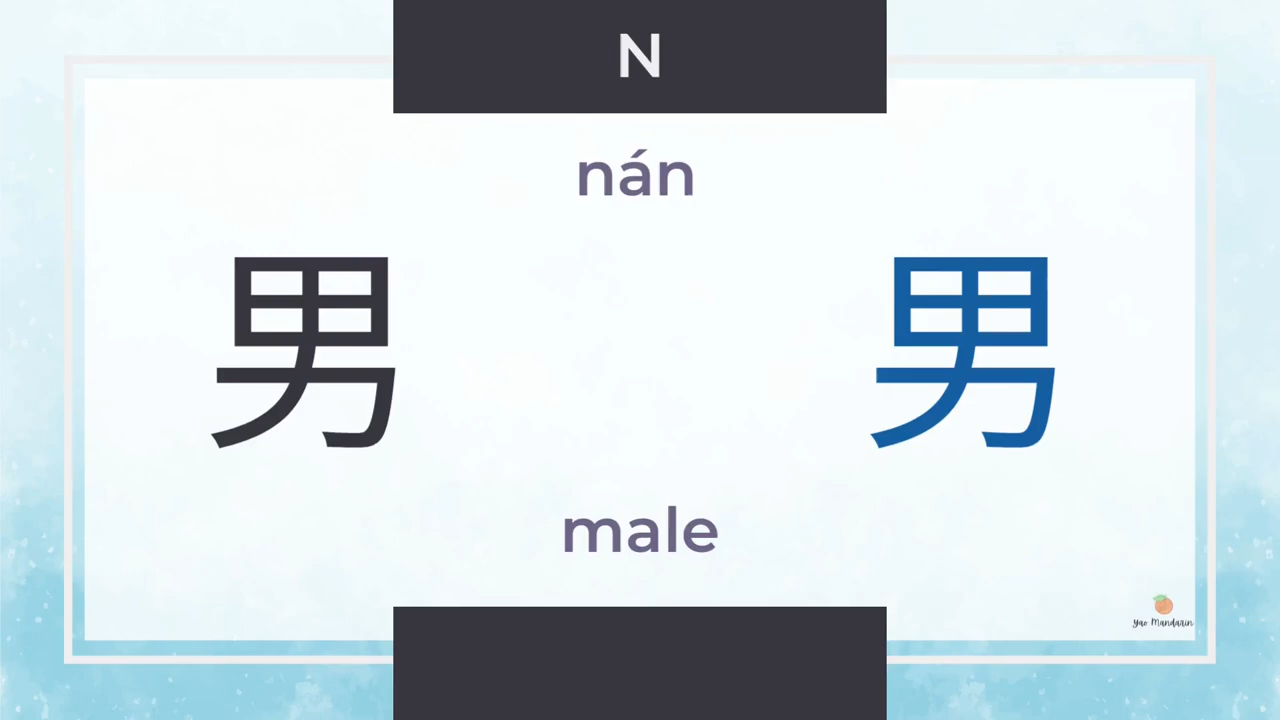 N
nán
男 男
male
Yao Mandarin